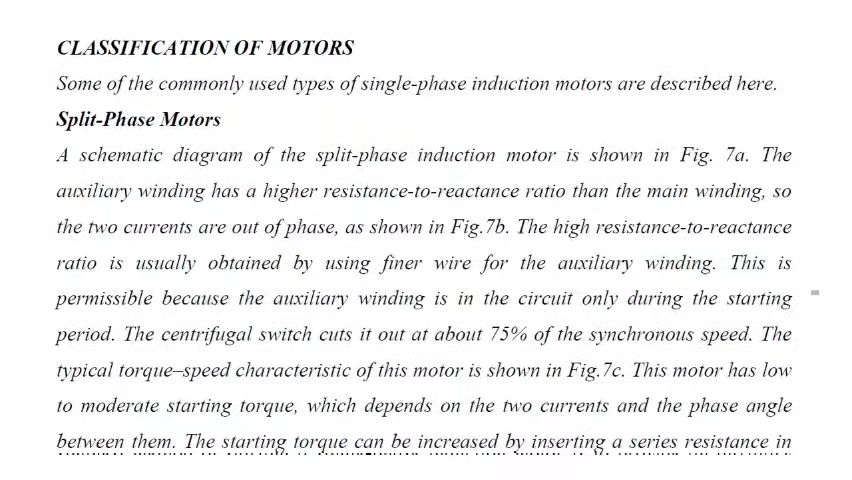 CLASSIFICATION OF MOTORS
Some of the commonly used types of single-phase induction motors are described here.
Split-Phase Motors
A schematic diagram of the split-phase induction motor is shown in Fig. 7a. The
auxiliary winding has a higher resistance-to-reactance ratio than the main winding, so
the two currents are out of phase, as shown in Fig.7b. The high resistance-to-reactance
ratio is usually obtained by using finer wire for the auxiliary winding. This is
permissible because the auxiliary winding is in the circuit only during the starting
period. The centrifugal switch cuts it out at about 75% of the synchronous speed. The
typical torque–speed characteristic of this motor is shown in Fig.7c. This motor has low
to moderate starting torque, which depends on the two currents and the phase angle
between them. The starting torque can be increased by inserting a series resistance in